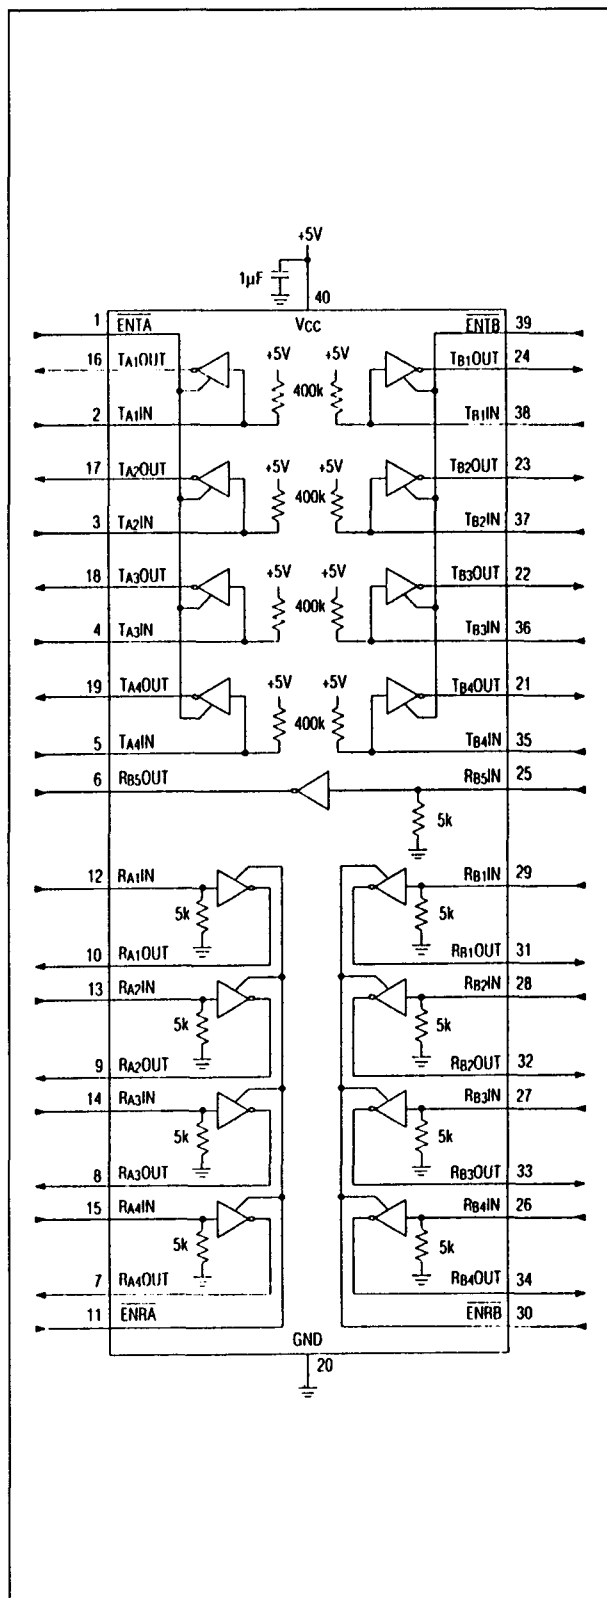 +5V
1µF
40
VCC
1 ENTA ENTB 39
16 TA1OUT +5V +5V TB1OUT 24
400k
2 TA1IN TB1IN 38
17 TA2OUT +5V +5V TB2OUT 23
400k
3 TA2IN TB2IN 37
18 TA3OUT +5V +5V TB3OUT 22
400k
4 TA3IN TB3IN 36
19 TA4OUT +5V +5V TB4OUT 21
400k
5 TA4IN TB4IN 35
6 RB5OUT RB5IN 25
5k
12 RA1IN RB1IN 29
5k 5k
10 RA1OUT RB1OUT 31
13 RA2IN RB2IN 28
5k 5k
9 RA2OUT RB2OUT 32
14 RA3IN RB3IN 27
5k 5k
8 RA3OUT RB3OUT 33
15 RA4IN RB4IN 26
5k 5k
7 RA4OUT RB4OUT 34
11 ENRA ENRB 30
GND
20